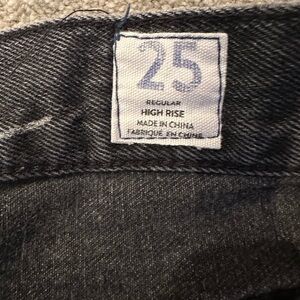 25
REGULAR
HIGH RISE
MADE IN CHINA
FABRIQUÉ EN CHINE